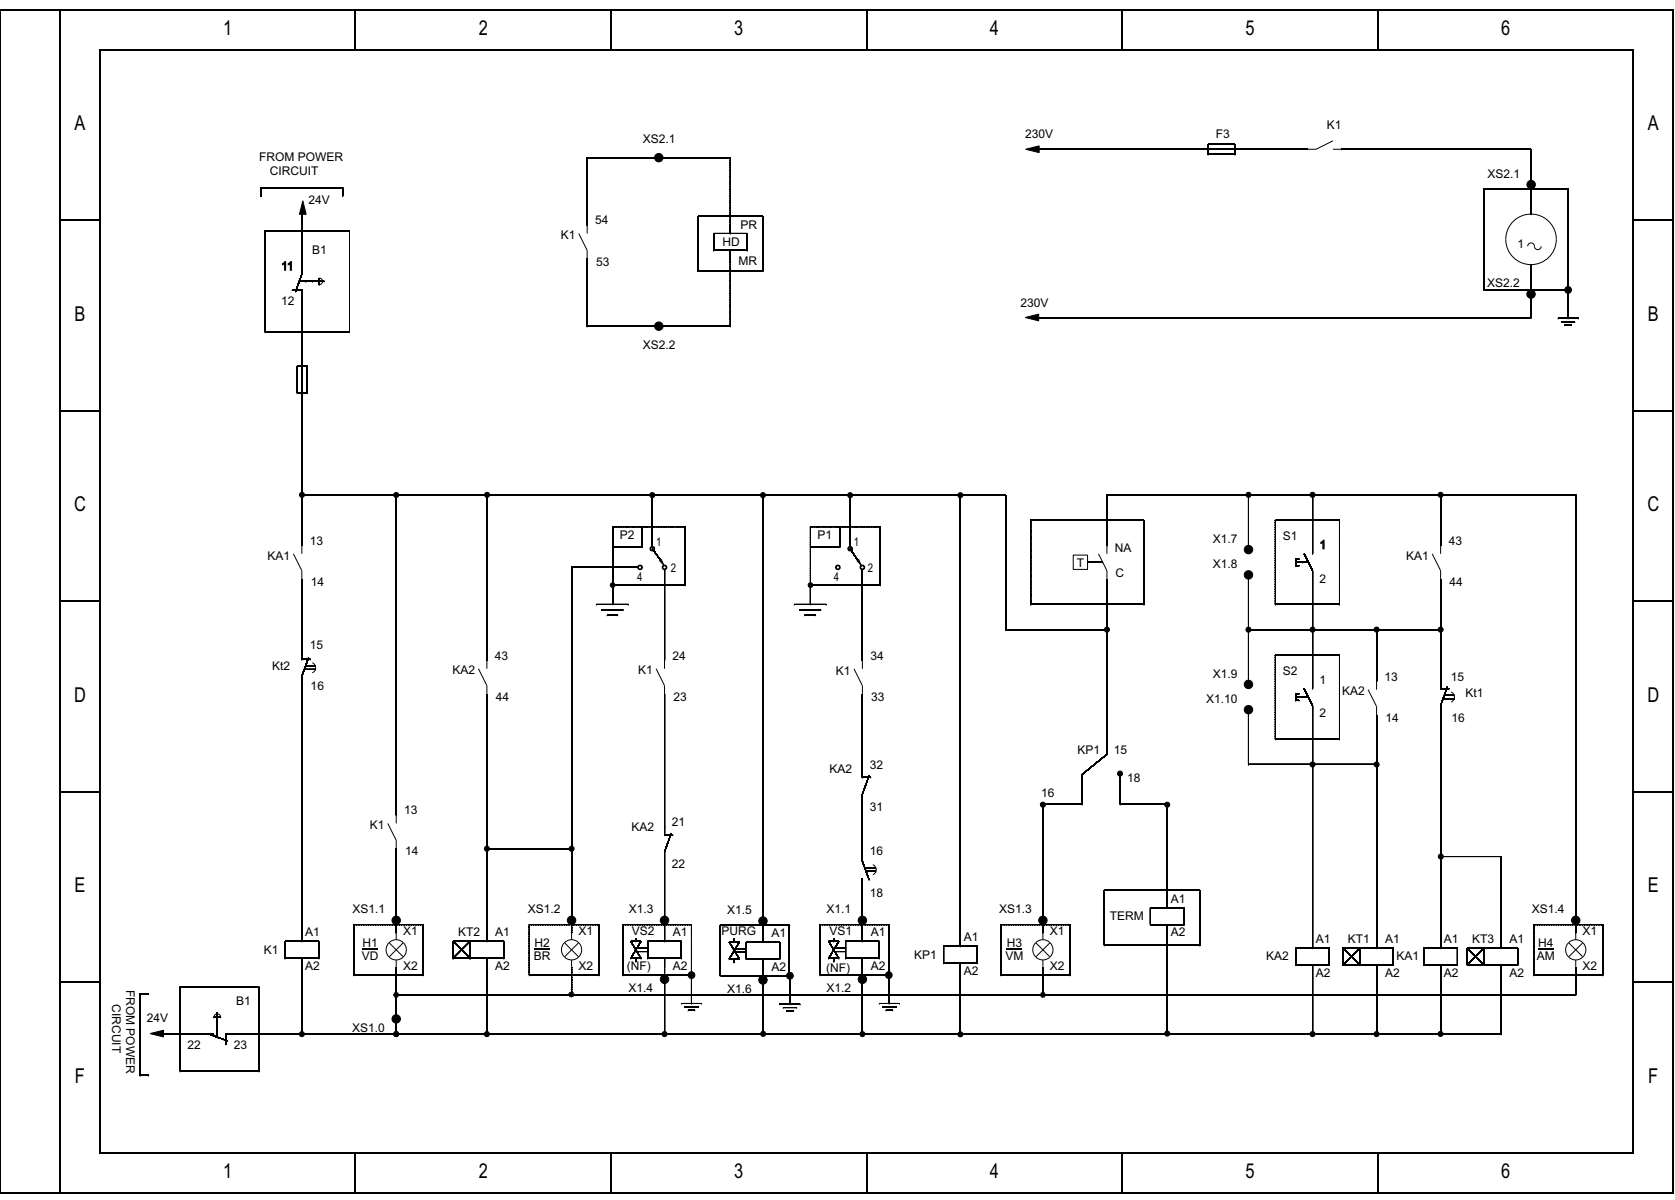 1 2 3 4 5 6
A A
B B
C C
D D
E E
F F
FROM POWER
CIRCUIT
24V
B1
11
12
XS2.1
54
K1
53
PR
HD
MR
XS2.2
230V
F3
K1
XS2.1
1
XS2.2
230V
13
KA1
14
15
Kt2
16
A1
K1
A2
13
K1
14
XS1.1
X1
H1
VD
X2
43
KA2
44
KT2
A1
A2
XS1.2
X1
H2
BR
X2
P2
1
4
2
24
K1
23
21
KA2
22
X1.3
VS2
A1
(NF)
A2
X1.4
X1.5
PURG
A1
A2
X1.6
P1
1
4
2
34
K1
33
32
KA2
31
16
18
X1.1
VS1
A1
(NF)
A2
X1.2
A1
KP1
A2
NA
T
C
KP1
15
18
16
XS1.3
X1
H3
VM
X2
TERM
A1
A2
X1.7
X1.8
S1
1
2
X1.9
X1.10
S2
1
2
KA2
13
14
KA1
43
44
15
Kt1
16
KA2
A1
A2
KT1
A1
A2
KA1
A1
A2
KT3
A1
A2
XS1.4
X1
H4
AM
X2
FROM POWER
CIRCUIT
24V
B1
22
23
XS1.0
1 2 3 4 5 6